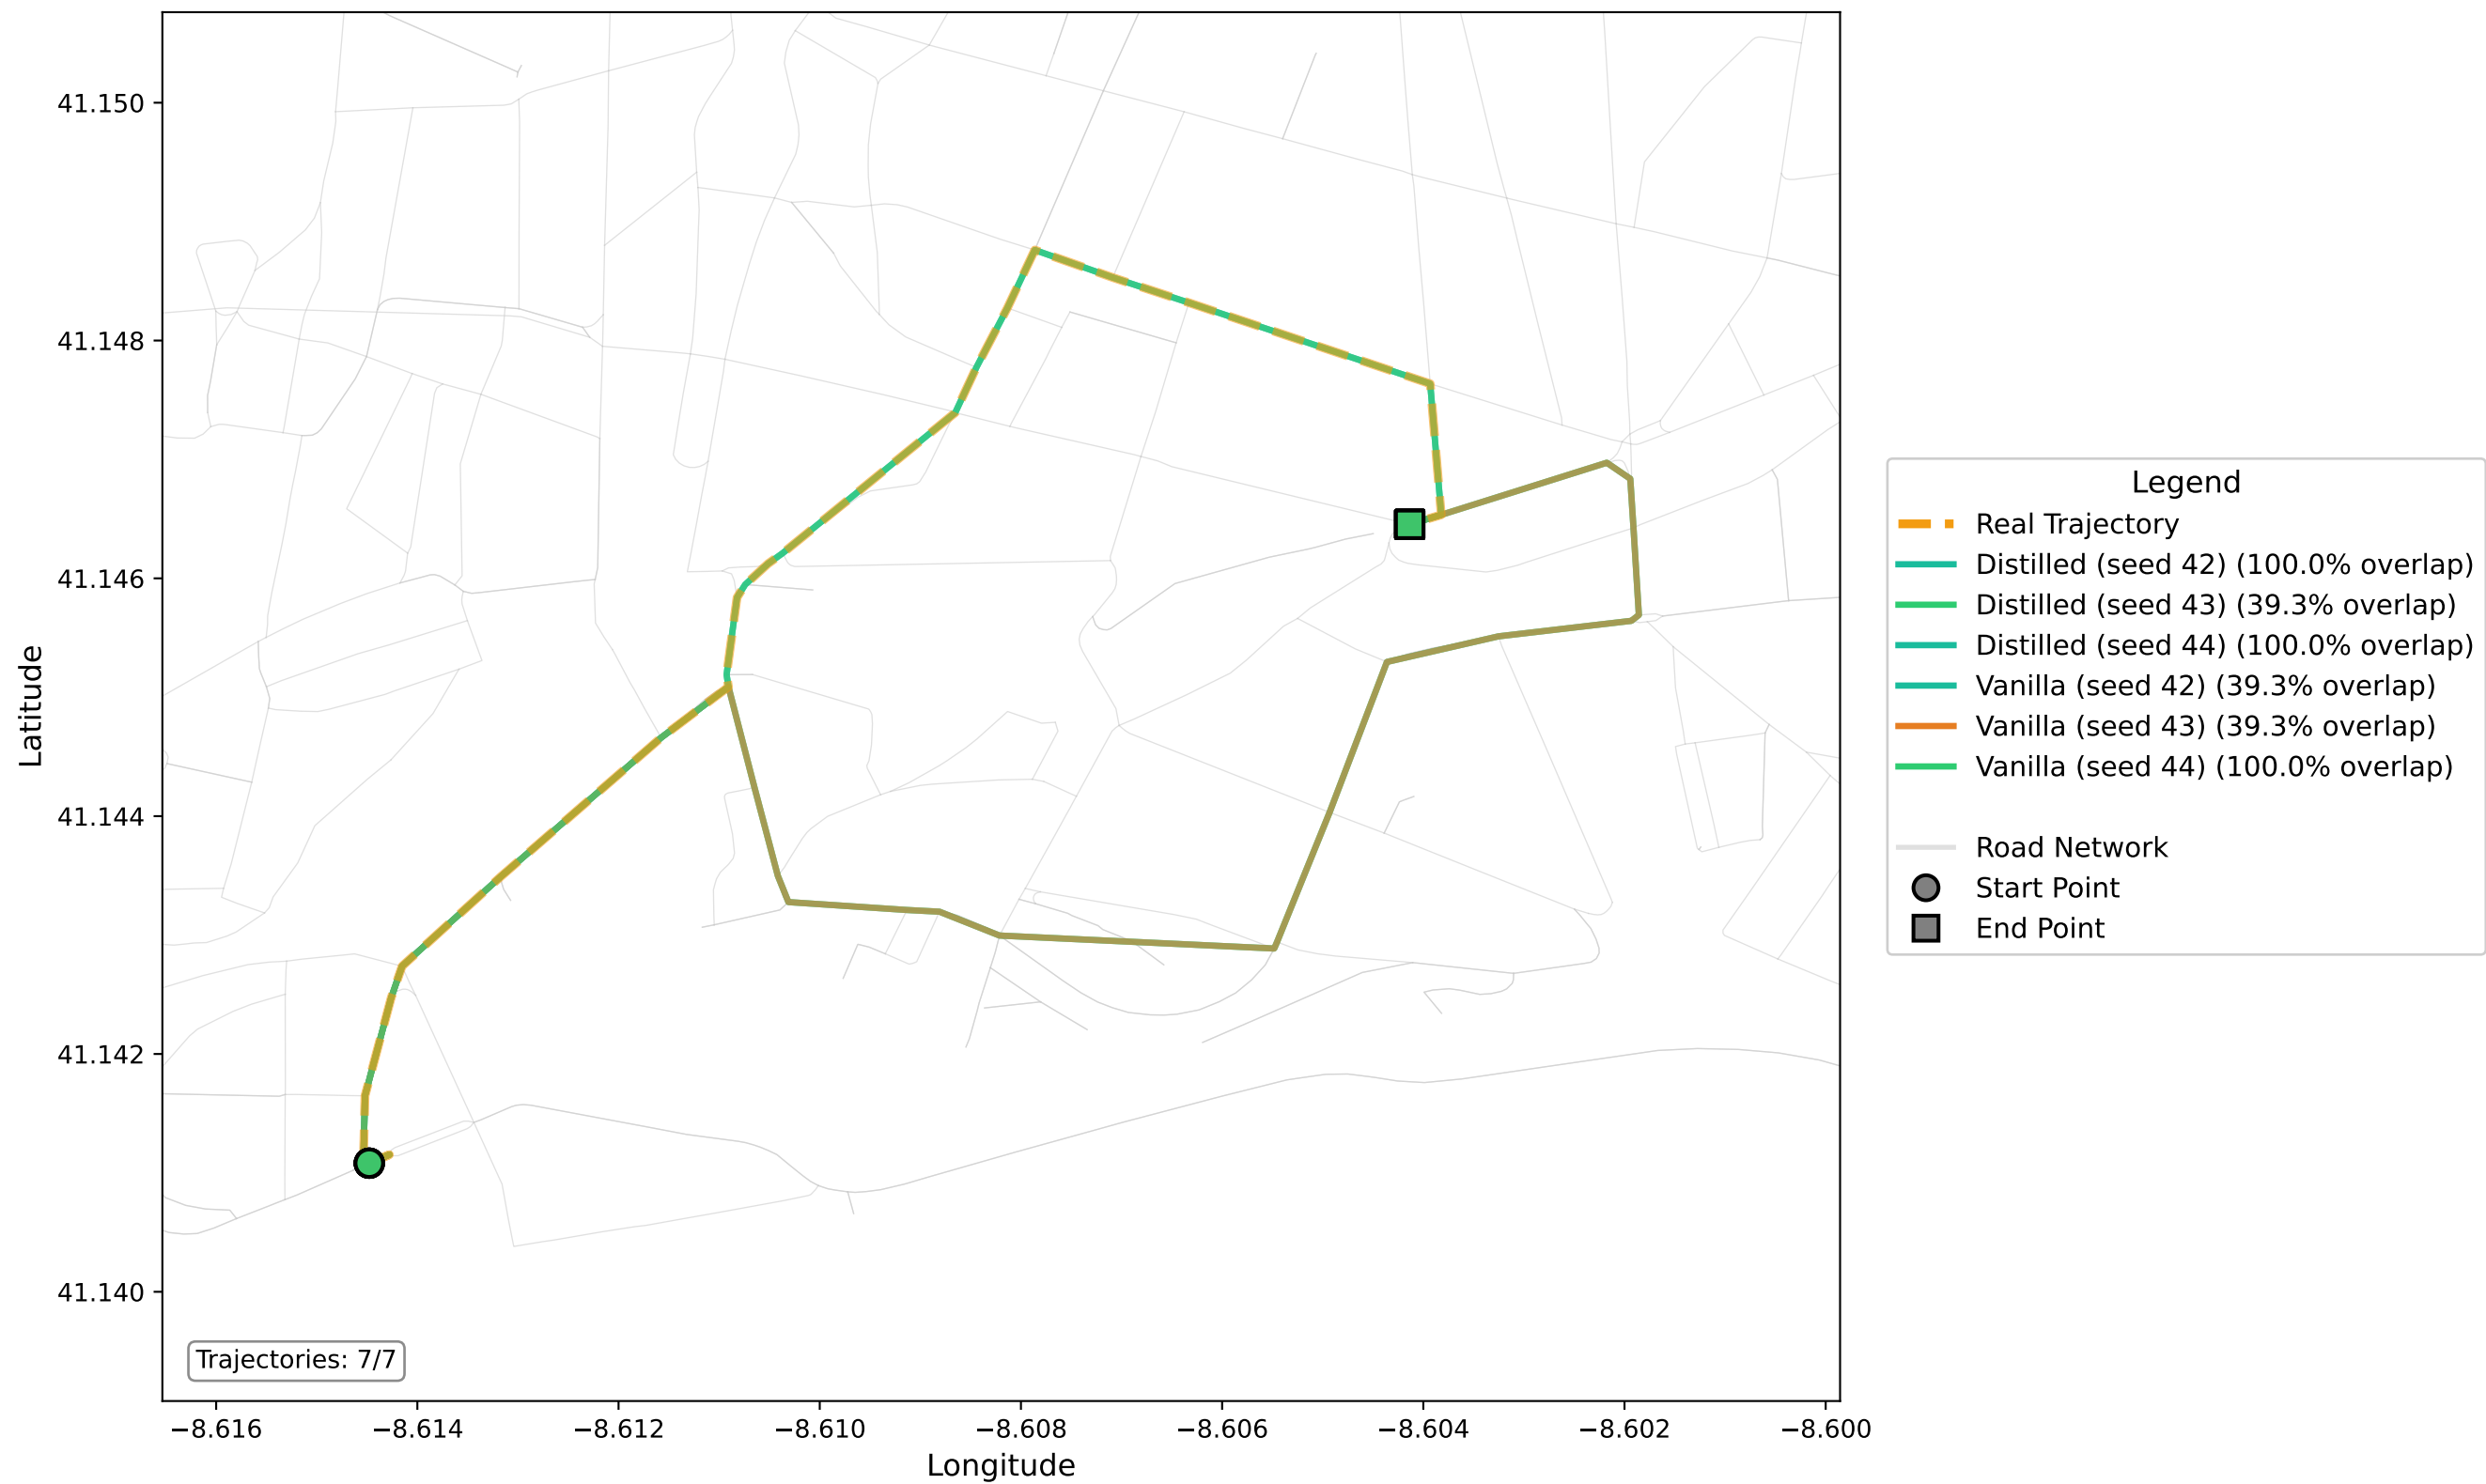 41.150
41.148
41.146
41.144
41.142
41.140
Latitude
−8.616
−8.614
−8.612
−8.610
−8.608
−8.606
−8.604
−8.602
−8.600
Longitude
Trajectories: 7/7
Legend
Real Trajectory
Distilled (seed 42) (100.0% overlap)
Distilled (seed 43) (39.3% overlap)
Distilled (seed 44) (100.0% overlap)
Vanilla (seed 42) (39.3% overlap)
Vanilla (seed 43) (39.3% overlap)
Vanilla (seed 44) (100.0% overlap)
Road Network
Start Point
End Point